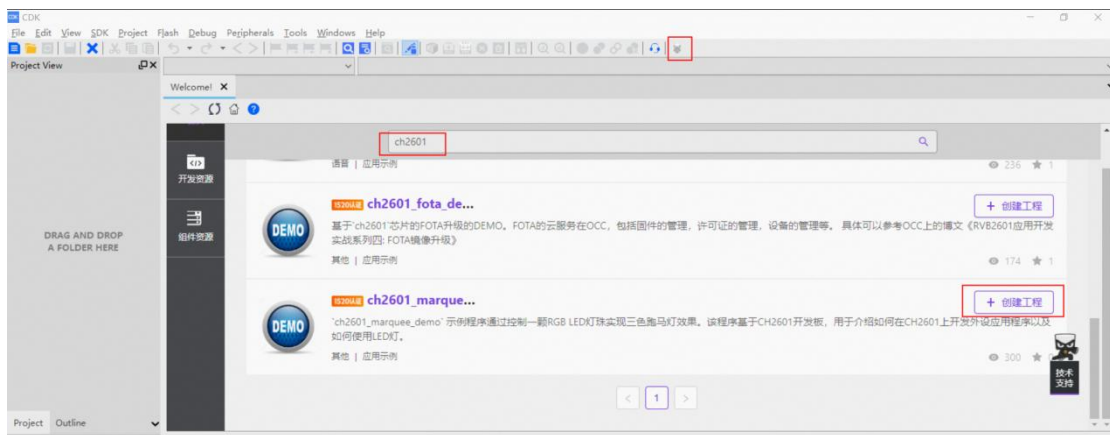 CDK
File Edit View SDK Project Flash Debug Peripherals Tools Windows Help
Project View
Welcome!
ch2601
语音 | 应用示例
236
1
开发资源
组件资源
DRAG AND DROP
A FOLDER HERE
DEMO
ch2601_fota_de...
+ 创建工程
基于`ch2601`芯片的FOTA升级的DEMO。FOTA的云服务在OCC,包括固件的管理,许可证的管理,设备的管理等。 具体可以参考OCC上的博文《RVB2601应用开发
实战系列四: FOTA镜像升级》
其他 | 应用示例
174
1
DEMO
ch2601_marque...
+ 创建工程
`ch2601_marquee_demo` 示例程序通过控制一颗RGB LED灯珠实现三色跑马灯效果。该程序基于CH2601开发板,用于介绍如何在CH2601上开发外设应用程序以及
如何使用LED灯。
其他 | 应用示例
300
技术
支持
< 1 >
Project Outline